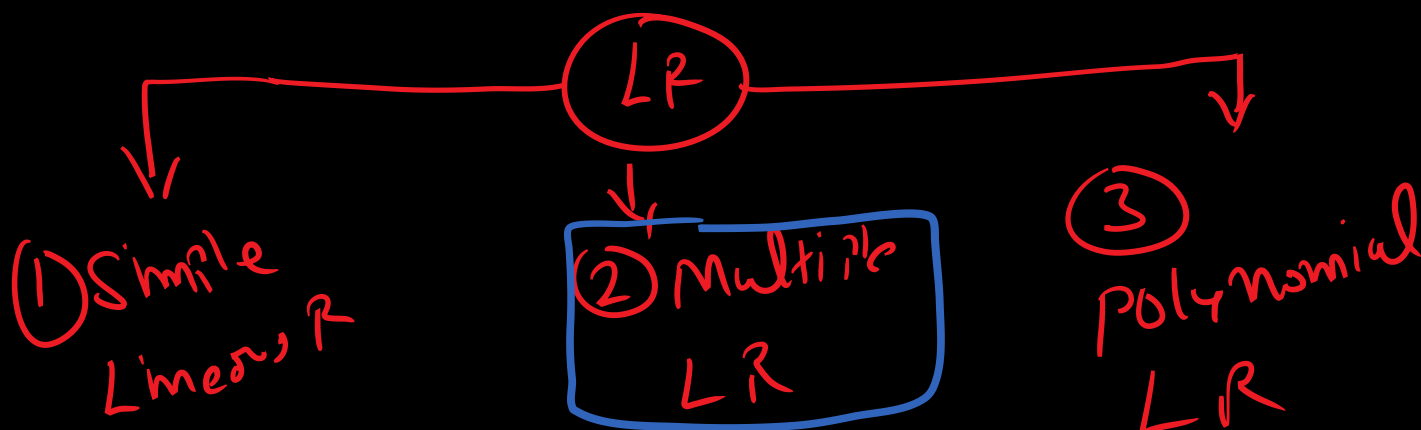 LR
① Simple
Linear, R
② Multiple
LR
③
polynomial
LR